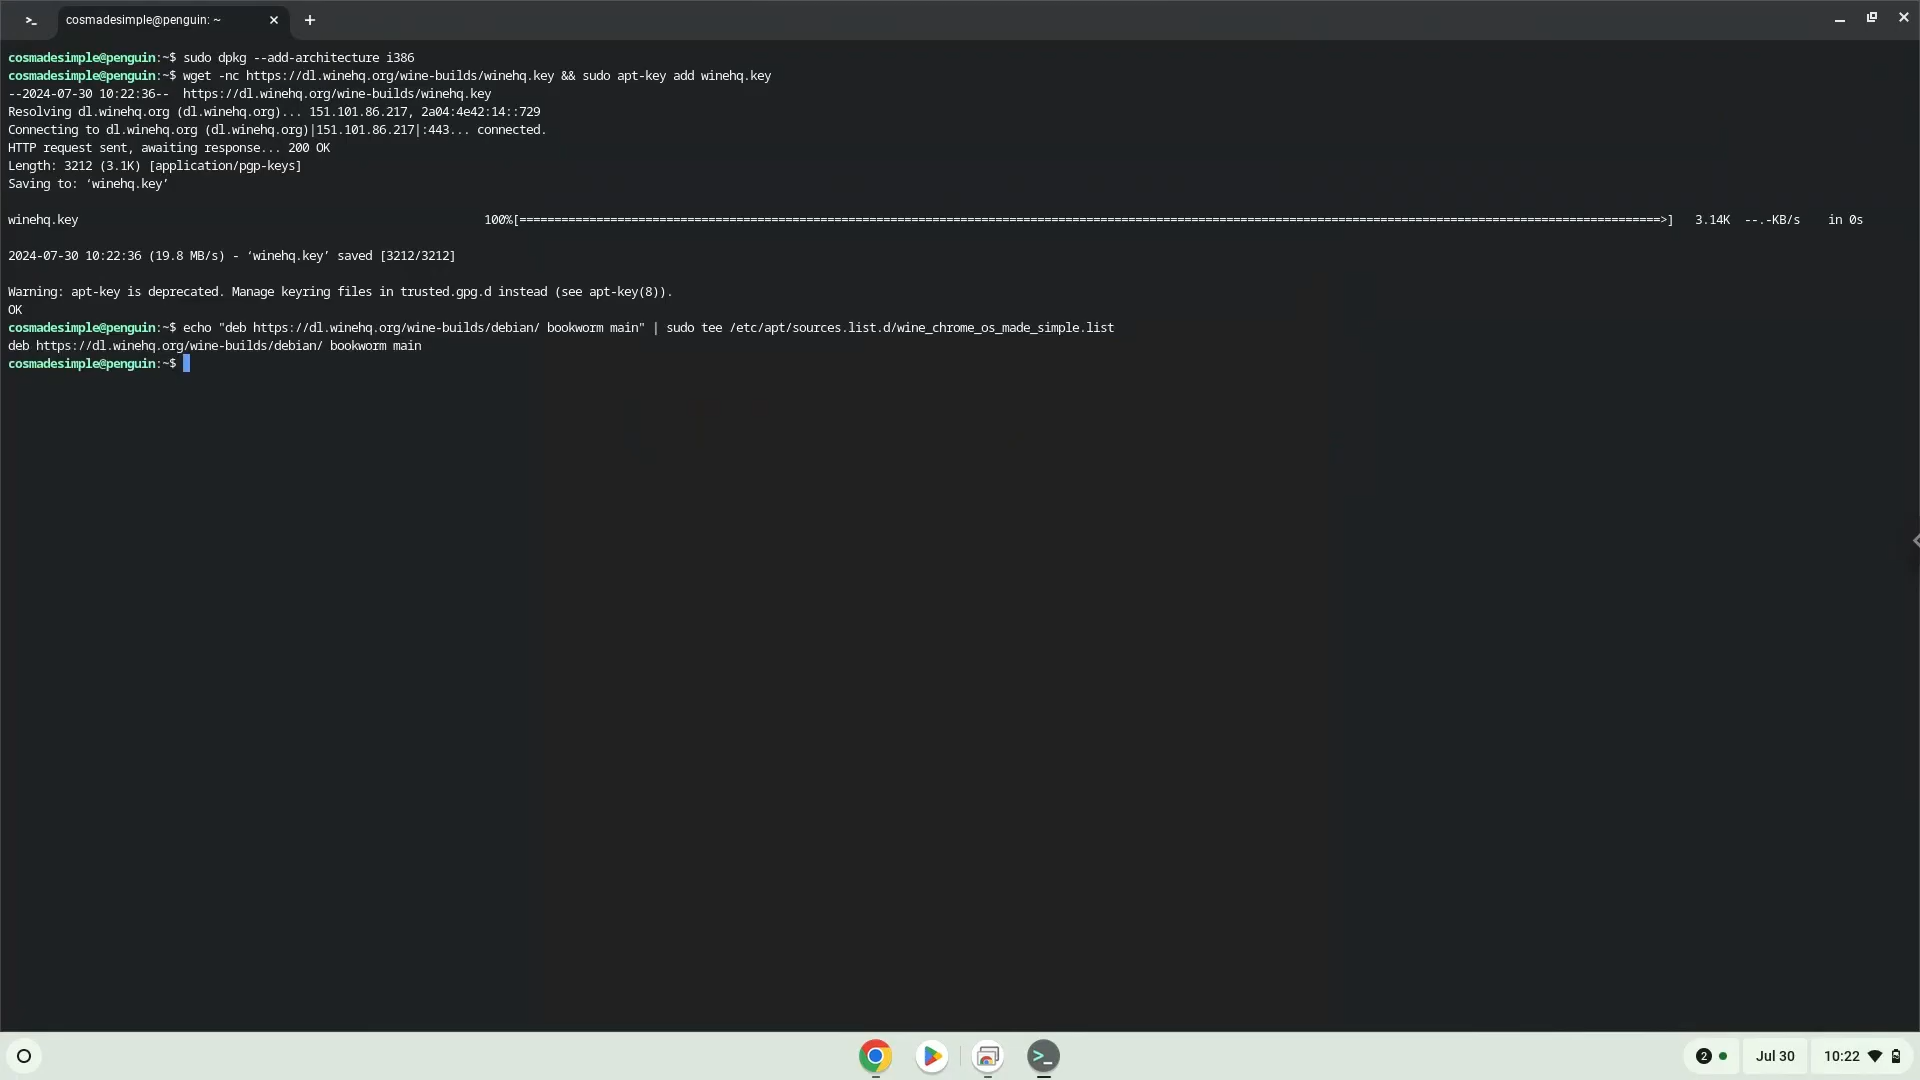 cosmadesimple@penguin: ~
cosmadesimple@penguin:~$ sudo dpkg --add-architecture i386
cosmadesimple@penguin:~$ wget -nc https://dl.winehq.org/wine-builds/winehq.key && sudo apt-key add winehq.key
--2024-07-30 10:22:36--  https://dl.winehq.org/wine-builds/winehq.key
Resolving dl.winehq.org (dl.winehq.org)... 151.101.86.217, 2a04:4e42:14::729
Connecting to dl.winehq.org (dl.winehq.org)|151.101.86.217|:443... connected.
HTTP request sent, awaiting response... 200 OK
Length: 3212 (3.1K) [application/pgp-keys]
Saving to: ‘winehq.key’
winehq.key 100%[===================================================================================================================================================================>] 3.14K --.-KB/s in 0s
2024-07-30 10:22:36 (19.8 MB/s) - ‘winehq.key’ saved [3212/3212]
Warning: apt-key is deprecated. Manage keyring files in trusted.gpg.d instead (see apt-key(8)).
OK
cosmadesimple@penguin:~$ echo "deb https://dl.winehq.org/wine-builds/debian/ bookworm main" | sudo tee /etc/apt/sources.list.d/wine_chrome_os_made_simple.list
deb https://dl.winehq.org/wine-builds/debian/ bookworm main
cosmadesimple@penguin:~$
2 Jul 30 10:22